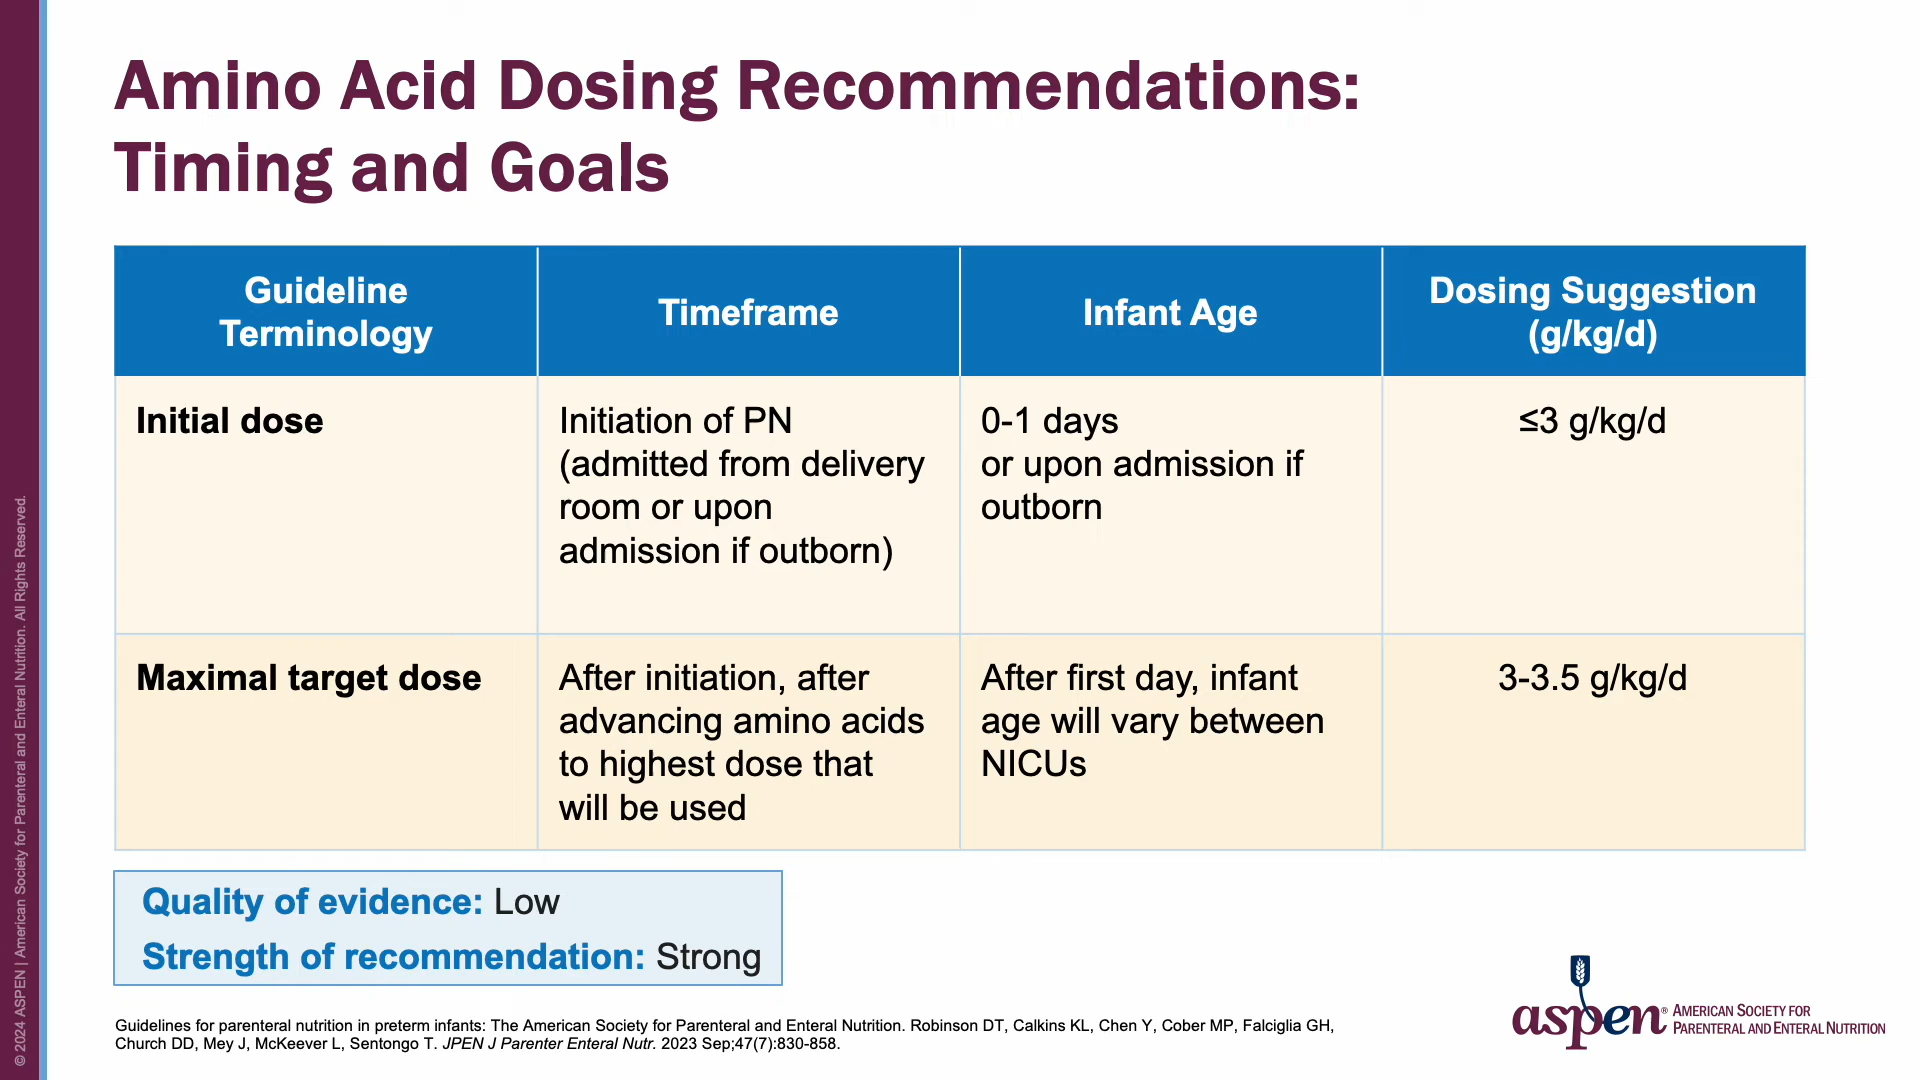 Amino Acid Dosing Recommendations:
Timing and Goals
Guideline
Terminology
Timeframe
Infant Age
Dosing Suggestion
(g/kg/d)
Initial dose
Initiation of PN
(admitted from delivery
room or upon
admission if outborn)
0-1 days
or upon admission if
outborn
≤3 g/kg/d
Maximal target dose
After initiation, after
advancing amino acids
to highest dose that
will be used
After first day, infant
age will vary between
NICUs
3-3.5 g/kg/d
Quality of evidence: Low
Strength of recommendation: Strong
Guidelines for parenteral nutrition in preterm infants: The American Society for Parenteral and Enteral Nutrition. Robinson DT, Calkins KL, Chen Y, Cober MP, Falciglia GH,
Church DD, Mey J, McKeever L, Sentongo T. JPEN J Parenter Enteral Nutr. 2023 Sep;47(7):830-858.
aspen® AMERICAN SOCIETY FOR
PARENTERAL AND ENTERAL NUTRITION
© 2024 ASPEN | American Society for Parenteral and Enteral Nutrition. All Rights Reserved.